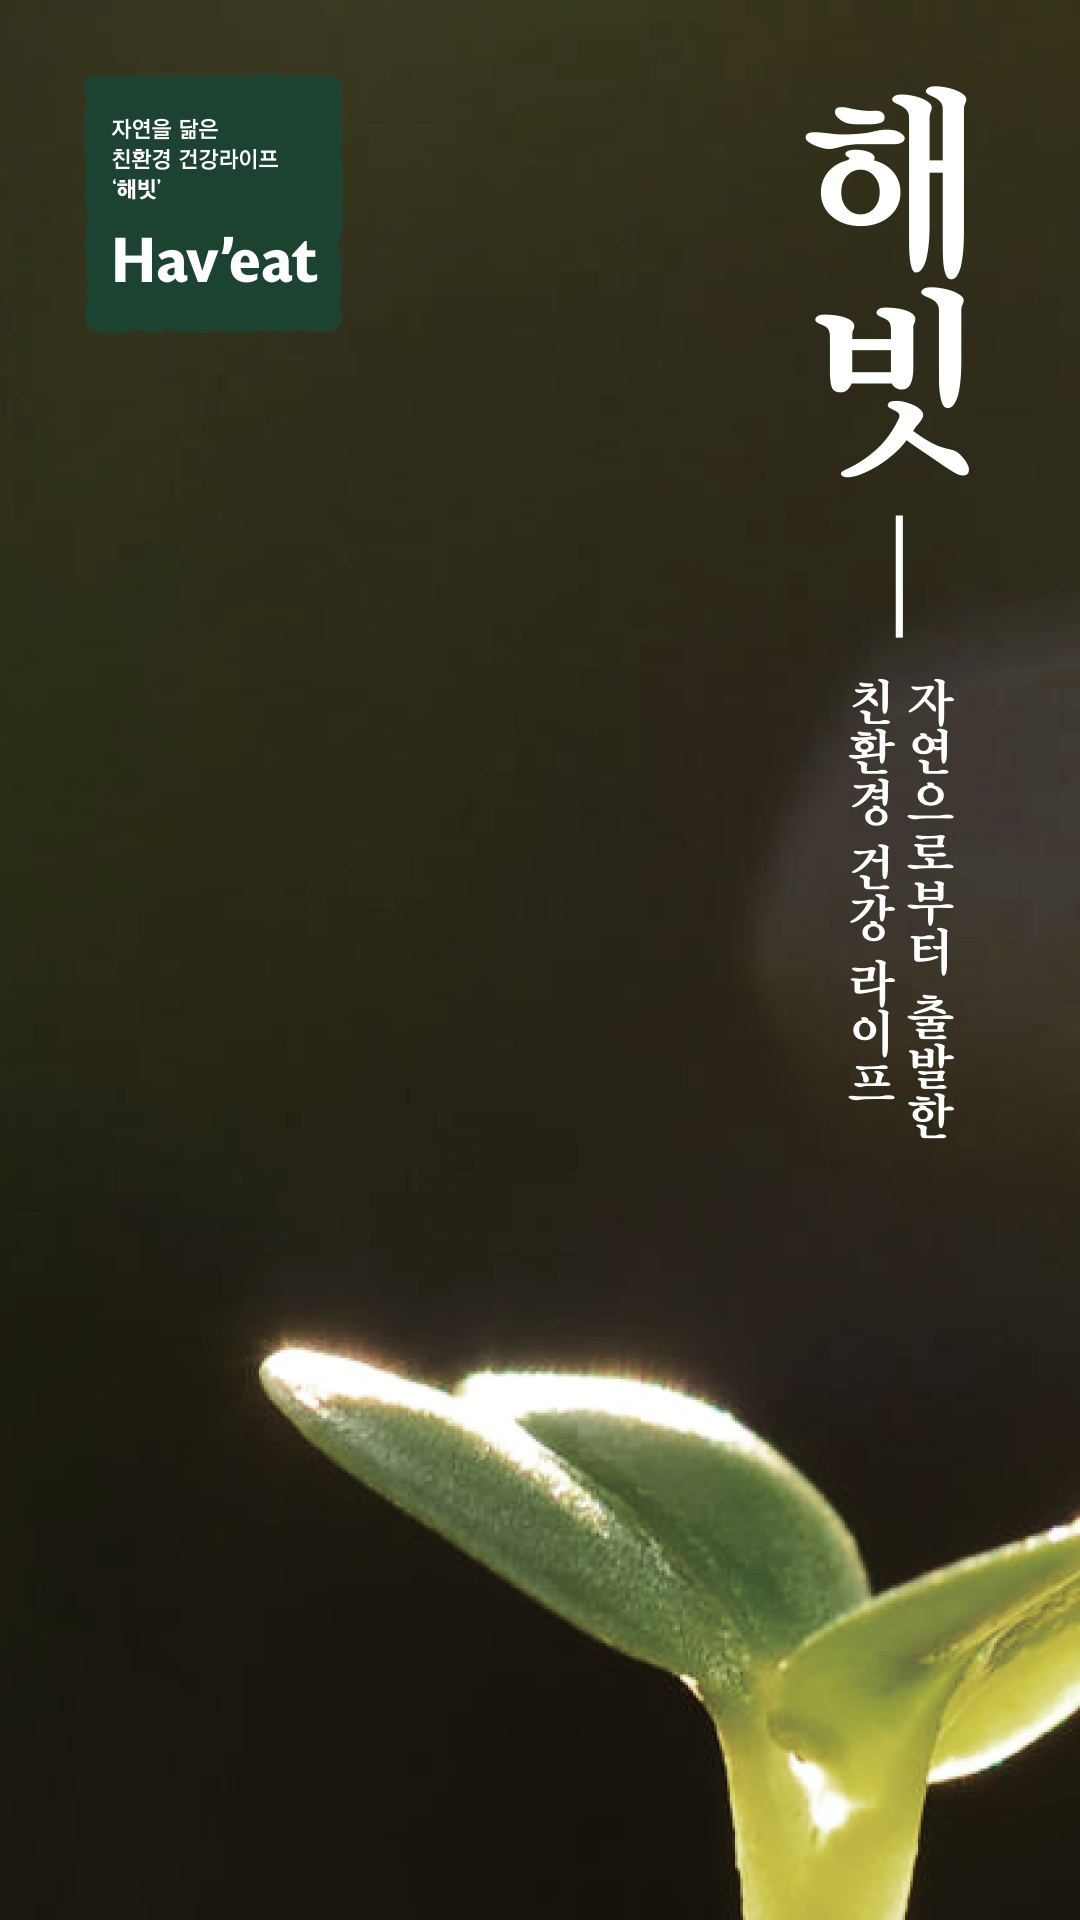 자연을 닮은
친환경 건강라이프
‘해빗’
Hav’eat
해빗
자연으로부터 출발한
친환경 건강 라이프